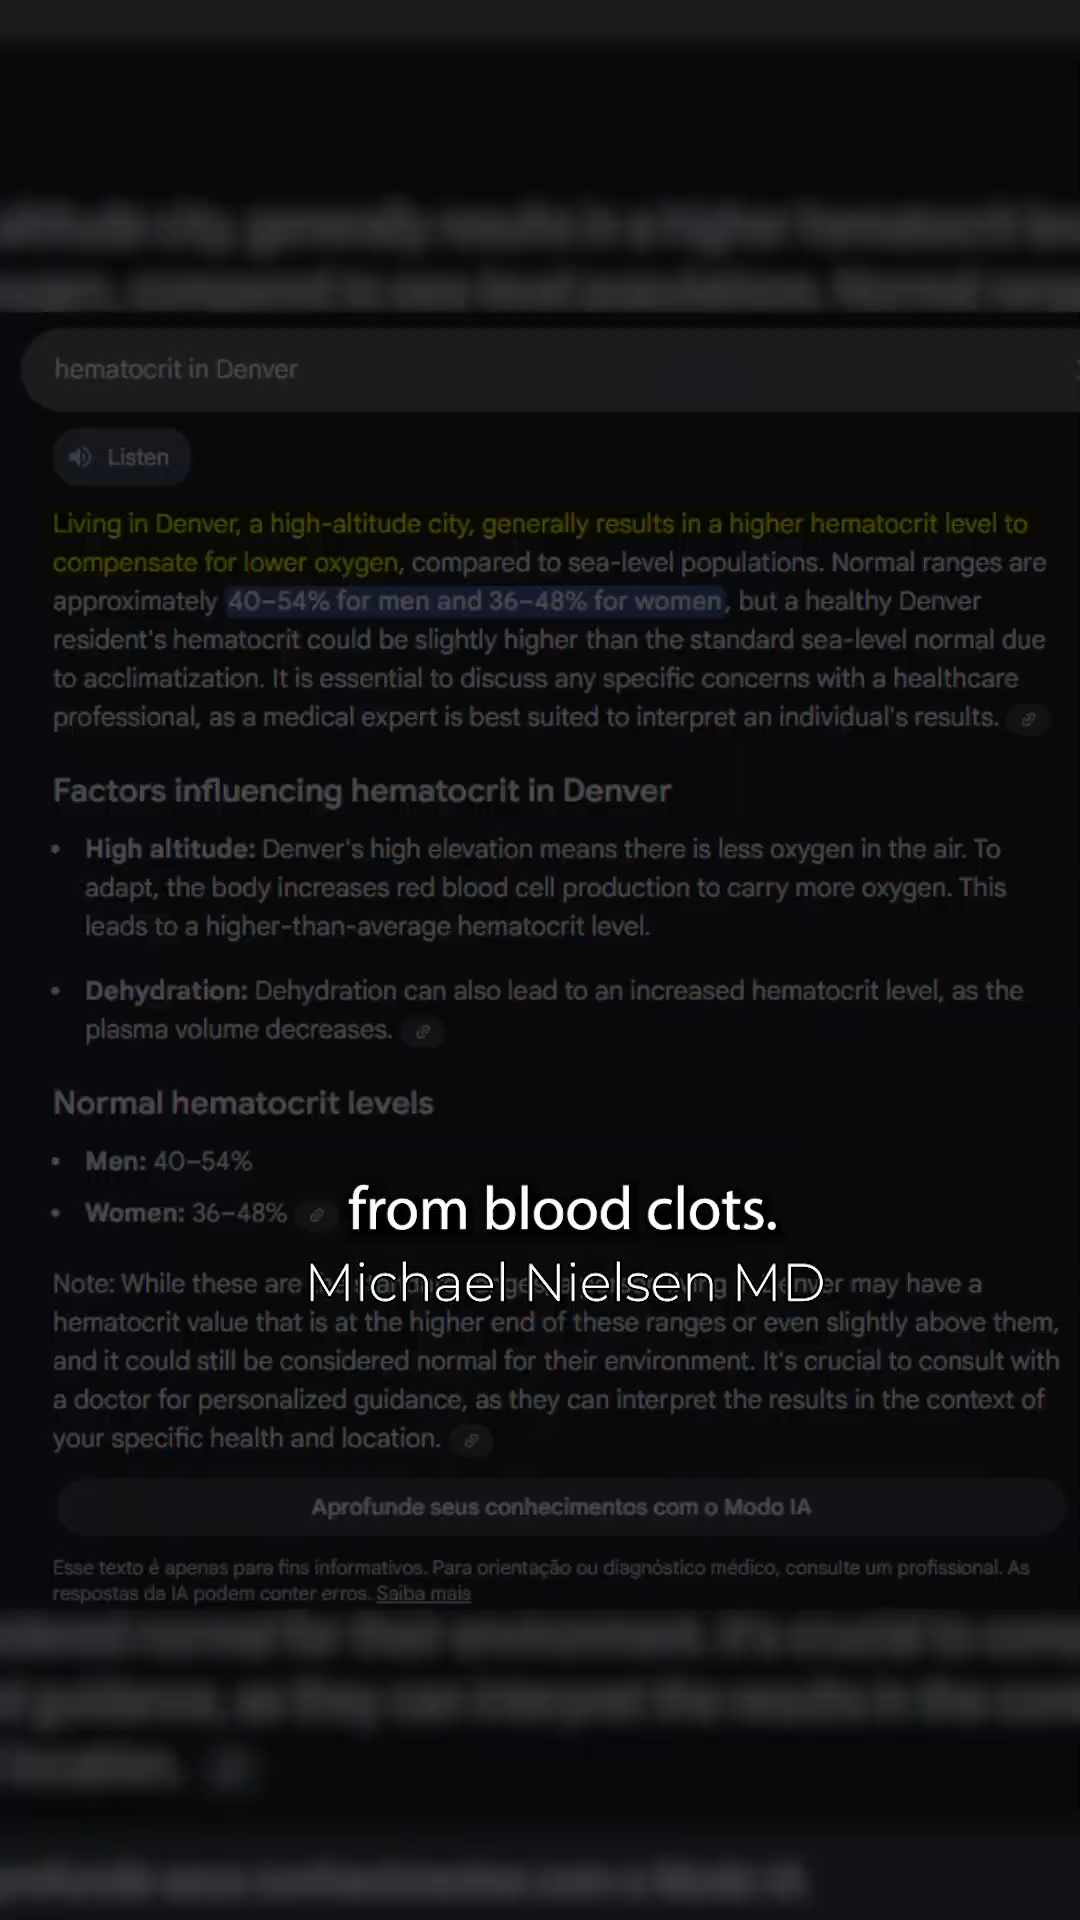 hematocrit in Denver
Listen
Living in Denver, a high-altitude city, generally results in a higher hematocrit level to
compensate for lower oxygen, compared to sea-level populations. Normal ranges are
approximately 40–54% for men and 36–48% for women, but a healthy Denver
resident's hematocrit could be slightly higher than the standard sea-level normal due
to acclimatization. It is essential to discuss any specific concerns with a healthcare
professional, as a medical expert is best suited to interpret an individual's results.
Factors influencing hematocrit in Denver
• High altitude: Denver's high elevation means there is less oxygen in the air. To
adapt, the body increases red blood cell production to carry more oxygen. This
leads to a higher-than-average hematocrit level.
• Dehydration: Dehydration can also lead to an increased hematocrit level, as the
plasma volume decreases.
Normal hematocrit levels
• Men: 40–54%
• Women: 36–48%
from blood clots.
Michael Nielsen MD
Note: While these are may have a
hematocrit value that is at the higher end of these ranges or even slightly above them,
and it could still be considered normal for their environment. It's crucial to consult with
a doctor for personalized guidance, as they can interpret the results in the context of
your specific health and location.
Aprofunde seus conhecimentos com o Modo IA
Esse texto é apenas para fins informativos. Para orientação ou diagnóstico médico, consulte um profissional. As
respostas da IA podem conter erros. Saiba mais